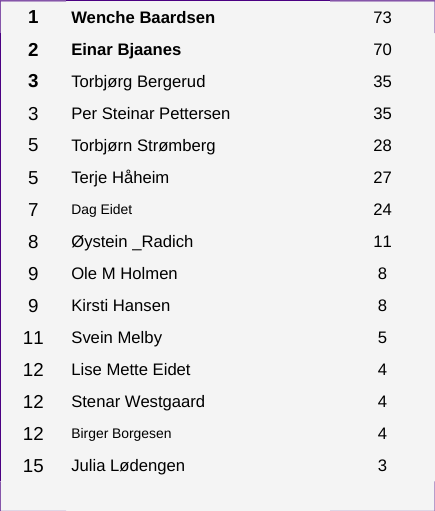 1 Wenche Baardsen 73
2 Einar Bjaanes 70
3 Torbjørg Bergerud 35
3 Per Steinar Pettersen 35
5 Torbjørn Strømberg 28
5 Terje Håheim 27
7 Dag Eidet 24
8 Øystein _Radich 11
9 Ole M Holmen 8
9 Kirsti Hansen 8
11 Svein Melby 5
12 Lise Mette Eidet 4
12 Stenar Westgaard 4
12 Birger Borgesen 4
15 Julia Lødengen 3